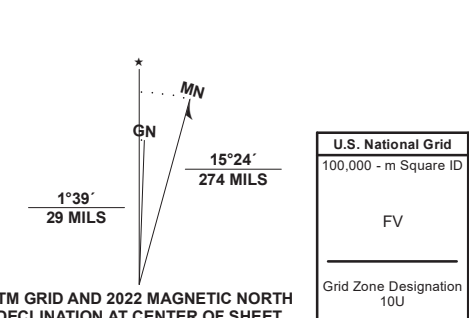 MN
GN
15°24´
274 MILS
1°39´
29 MILS
TM GRID AND 2022 MAGNETIC NORTH
DECLINATION AT CENTER OF SHEET
U.S. National Grid
100,000 - m Square ID
FV
Grid Zone Designation
10U